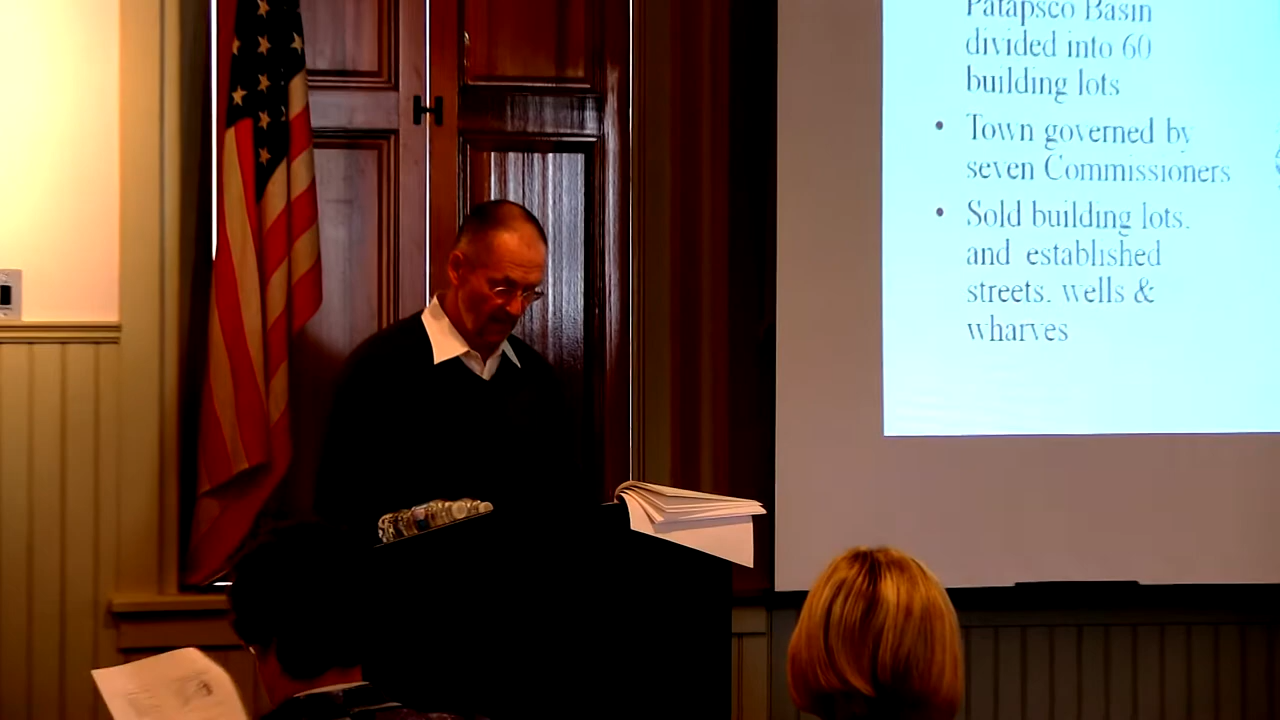 Patapsco Basin
divided into 60
building lots
• Town governed by
seven Commissioners
• Sold building lots.
and established
streets. wells &
wharves